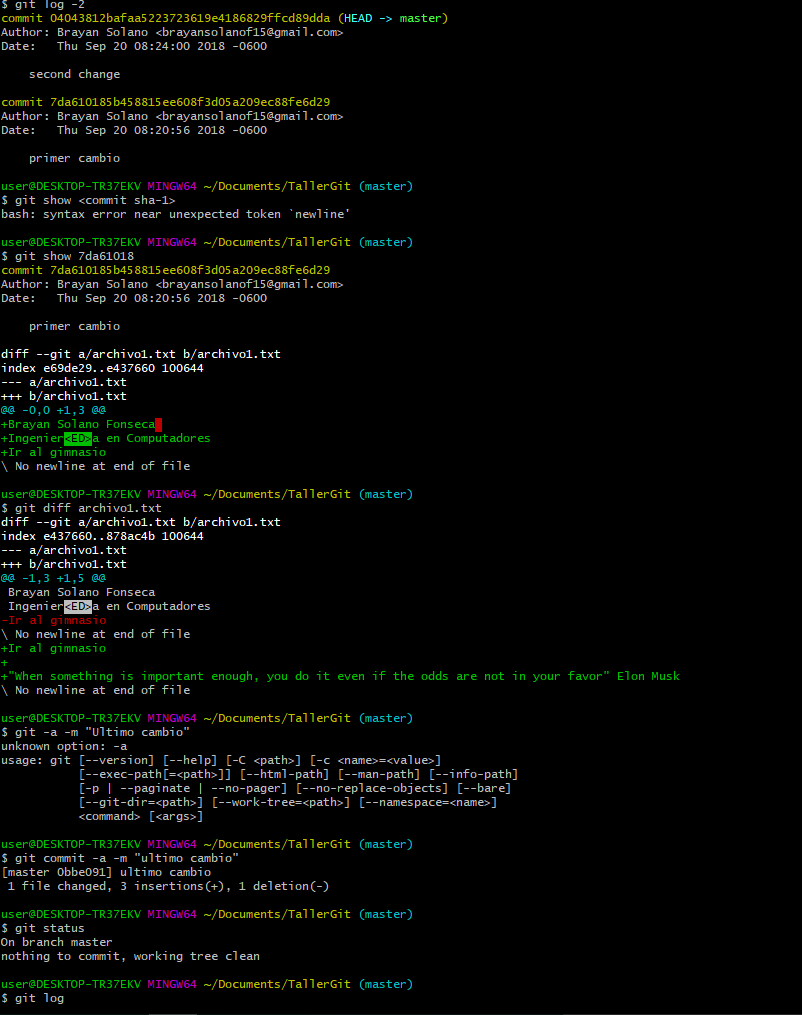 $ git log -2
commit 04043812bafaa5223723619e4186829ffcd89dda (HEAD -> master)
Author: Brayan Solano <brayansolanof15@gmail.com>
Date:   Thu Sep 20 08:24:00 2018 -0600

    second change

commit 7da610185b458815ee608f3d05a209ec88fe6d29
Author: Brayan Solano <brayansolanof15@gmail.com>
Date:   Thu Sep 20 08:20:56 2018 -0600

    primer cambio

user@DESKTOP-TR37EKV MINGW64 ~/Documents/TallerGit (master)
$ git show <commit sha-1>
bash: syntax error near unexpected token `newline'

user@DESKTOP-TR37EKV MINGW64 ~/Documents/TallerGit (master)
$ git show 7da61018
commit 7da610185b458815ee608f3d05a209ec88fe6d29
Author: Brayan Solano <brayansolanof15@gmail.com>
Date:   Thu Sep 20 08:20:56 2018 -0600

    primer cambio

diff --git a/archivo1.txt b/archivo1.txt
index e69de29..e437660 100644
--- a/archivo1.txt
+++ b/archivo1.txt
@@ -0,0 +1,3 @@
+Brayan Solano Fonseca
+Ingenier<ED>a en Computadores
+Ir al gimnasio
\ No newline at end of file

user@DESKTOP-TR37EKV MINGW64 ~/Documents/TallerGit (master)
$ git diff archivo1.txt
diff --git a/archivo1.txt b/archivo1.txt
index e437660..878ac4b 100644
--- a/archivo1.txt
+++ b/archivo1.txt
@@ -1,3 +1,5 @@
 Brayan Solano Fonseca
 Ingenier<ED>a en Computadores
-Ir al gimnasio
\ No newline at end of file
+Ir al gimnasio
+
+"When something is important enough, you do it even if the odds are not in your favor" Elon Musk
\ No newline at end of file

user@DESKTOP-TR37EKV MINGW64 ~/Documents/TallerGit (master)
$ git -a -m "Ultimo cambio"
unknown option: -a
usage: git [--version] [--help] [-C <path>] [-c <name>=<value>]
           [--exec-path[=<path>]] [--html-path] [--man-path] [--info-path]
           [-p | --paginate | --no-pager] [--no-replace-objects] [--bare]
           [--git-dir=<path>] [--work-tree=<path>] [--namespace=<name>]
           <command> [<args>]

user@DESKTOP-TR37EKV MINGW64 ~/Documents/TallerGit (master)
$ git commit -a -m "ultimo cambio"
[master 0bbe091] ultimo cambio
 1 file changed, 3 insertions(+), 1 deletion(-)

user@DESKTOP-TR37EKV MINGW64 ~/Documents/TallerGit (master)
$ git status
On branch master
nothing to commit, working tree clean

user@DESKTOP-TR37EKV MINGW64 ~/Documents/TallerGit (master)
$ git log